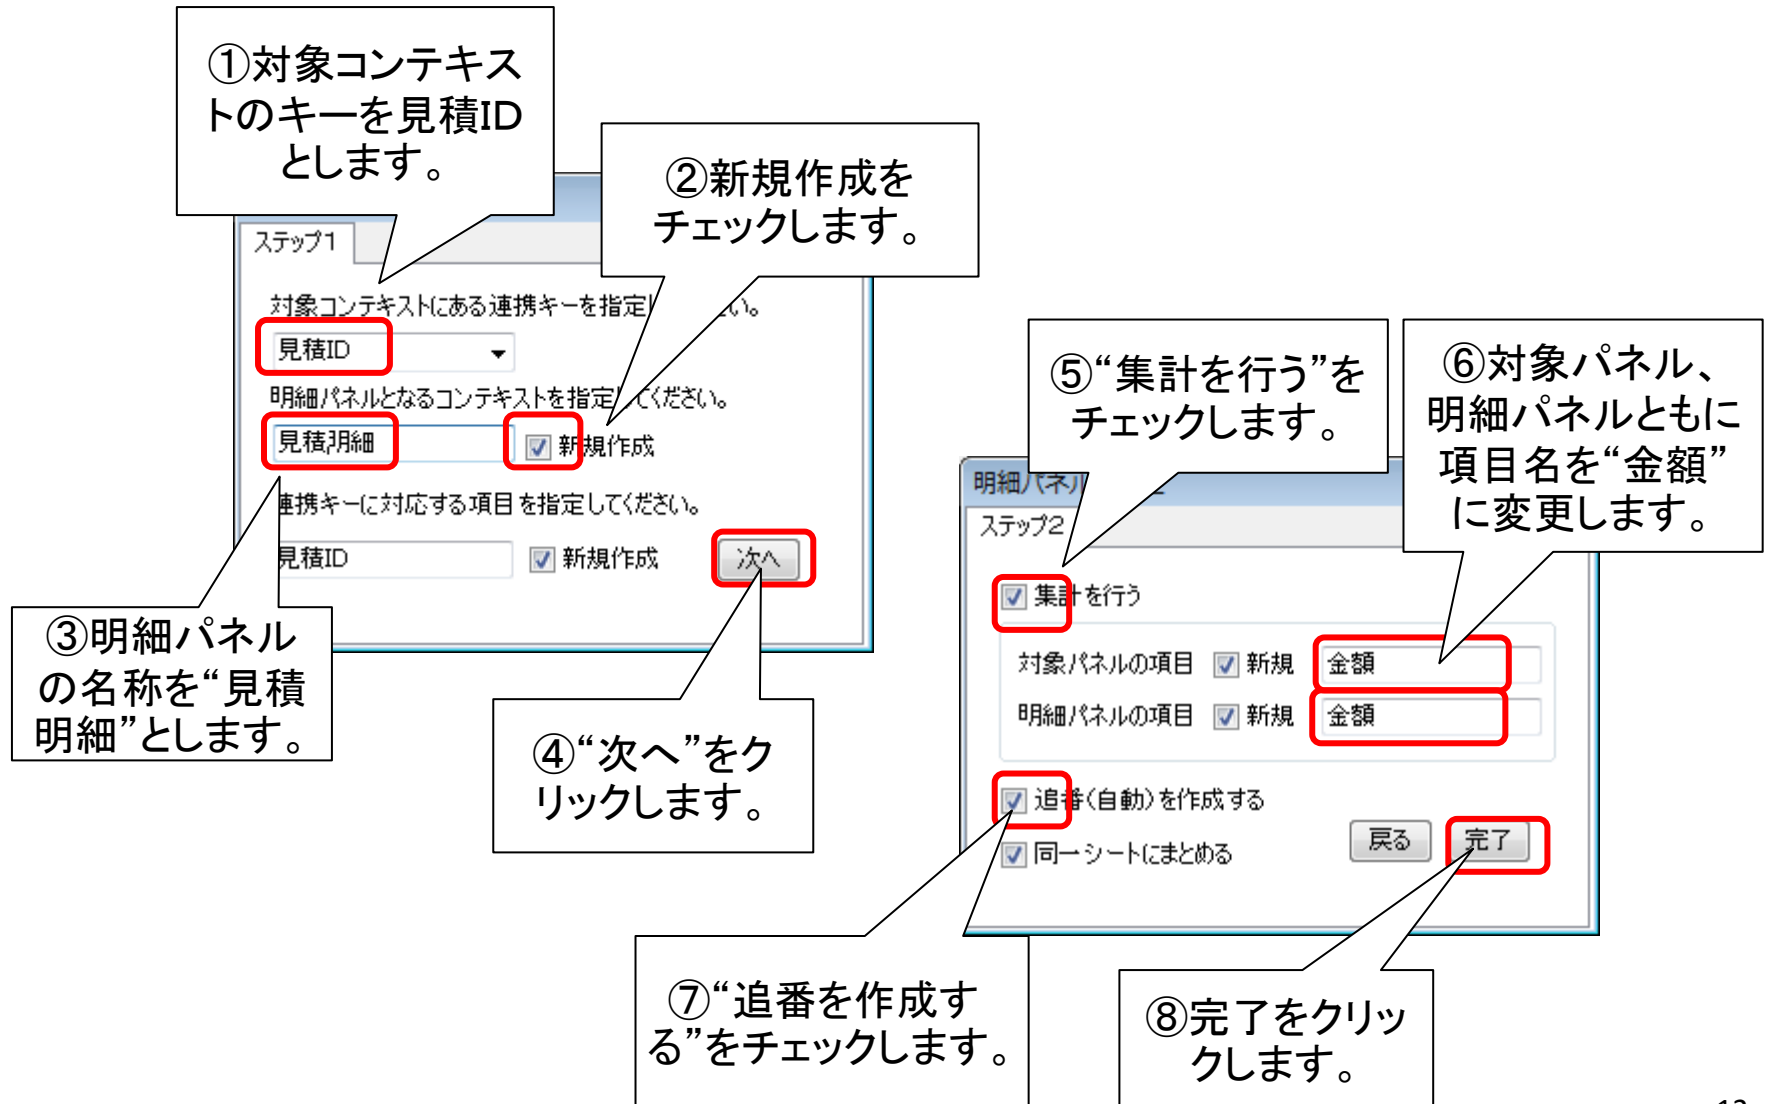 ①対象コンテキス
トのキーを見積ID
とします。
②新規作成を
チェックします。
ステップ1
対象コンテキストにある連携キーを指定
い。
見積ID
明細パネルとなるコンテキストを指定してください。
見積明細
新規作成
連携キーに対応する項目を指定してください。
見積ID
新規作成
次へ
③明細パネル
の名称を“見積
明細”とします。
④“次へ”をク
リックします。
⑤“集計を行う”を
チェックします。
⑥対象パネル、
明細パネルともに
項目名を“金額”
に変更します。
明細パネル
ステップ2
集計を行う
対象パネルの項目
新規
金額
明細パネルの項目
新規
金額
追番(自動)を作成する
同一シートにまとめる
戻る
完了
⑦“追番を作成す
る”をチェックします。
⑧完了をクリッ
クします。